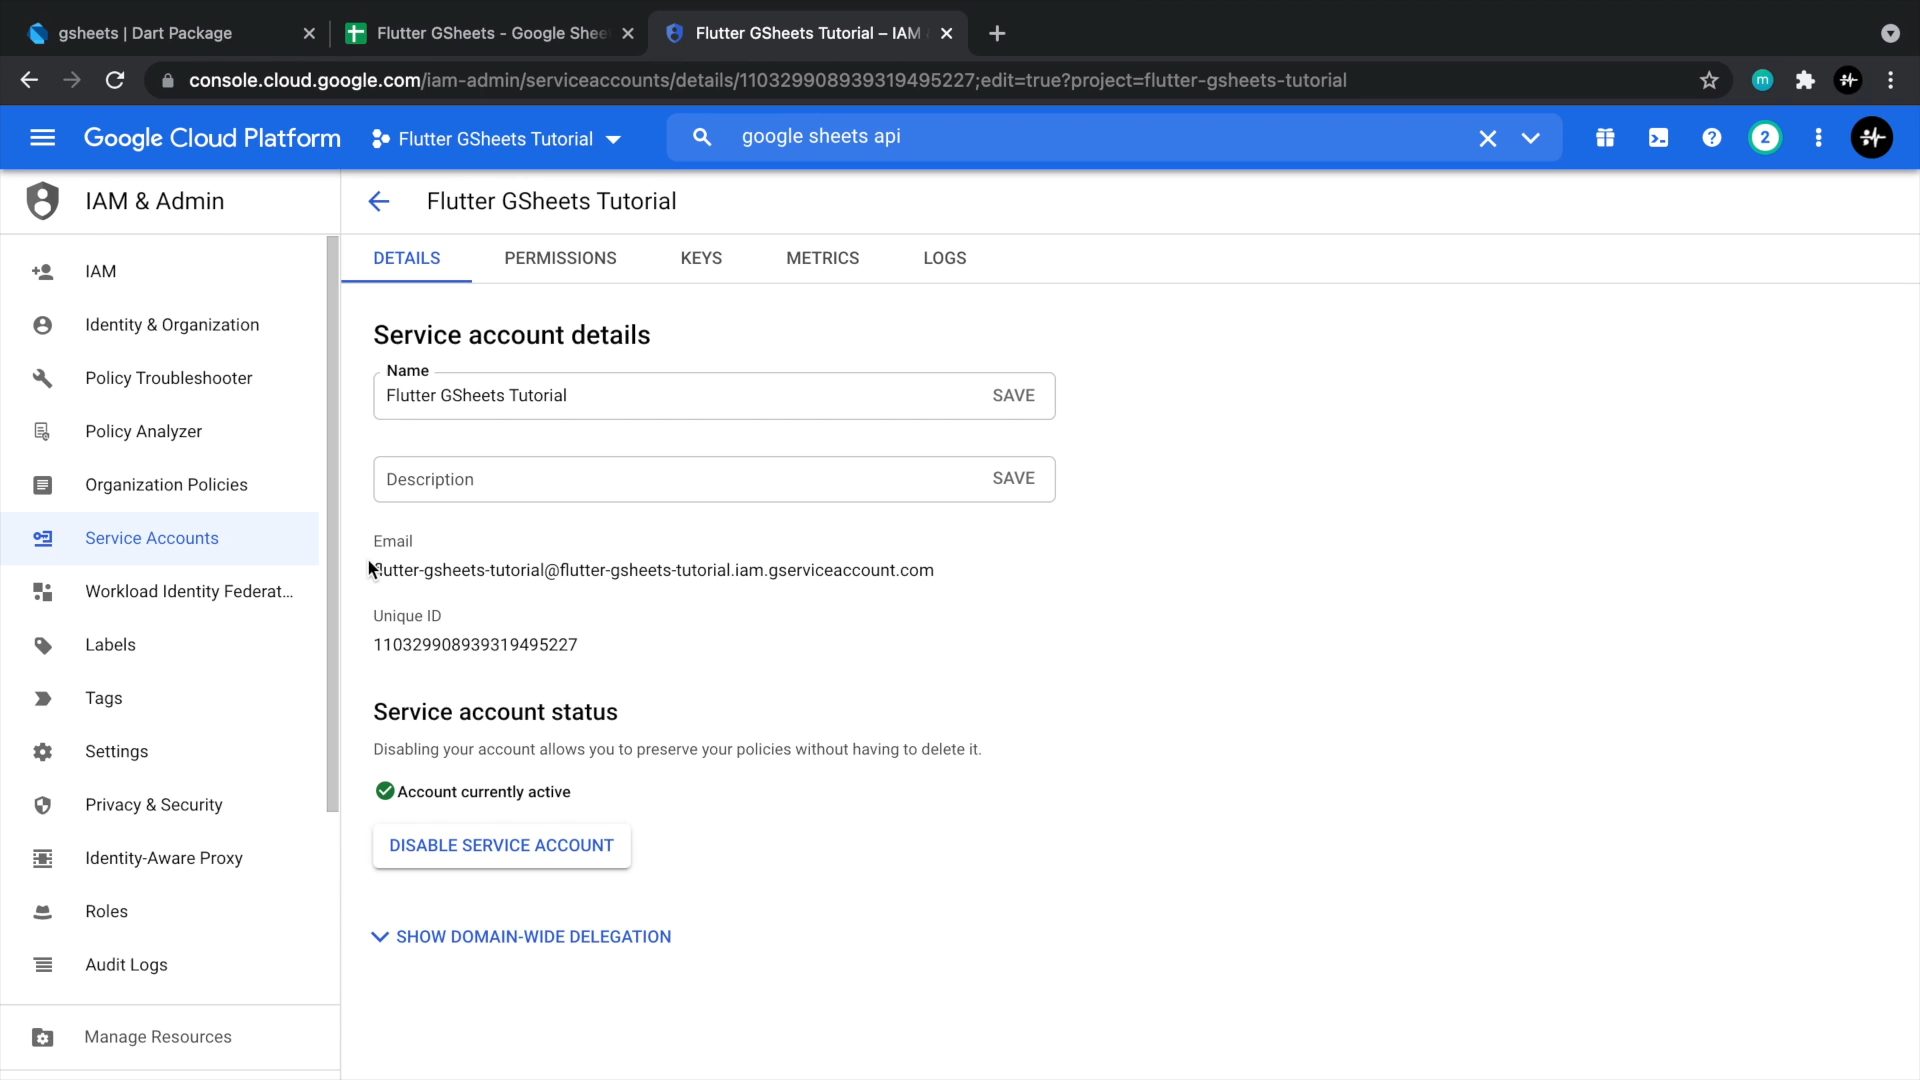 gsheets | Dart Package
Flutter GSheets - Google Shee
Flutter GSheets Tutorial – IAM
console.cloud.google.com/iam-admin/serviceaccounts/details/110329908939319495227;edit=true?project=flutter-gsheets-tutorial
m
Google Cloud Platform
Flutter GSheets Tutorial
google sheets api
2
IAM & Admin
Flutter GSheets Tutorial
DETAILS
PERMISSIONS
KEYS
METRICS
LOGS
IAM
Identity & Organization
Policy Troubleshooter
Policy Analyzer
Organization Policies
Service Accounts
Workload Identity Federat...
Labels
Tags
Settings
Privacy & Security
Identity-Aware Proxy
Roles
Audit Logs
Manage Resources
Service account details
Name
Flutter GSheets Tutorial
SAVE
Description
SAVE
Email
flutter-gsheets-tutorial@flutter-gsheets-tutorial.iam.gserviceaccount.com
Unique ID
110329908939319495227
Service account status
Disabling your account allows you to preserve your policies without having to delete it.
Account currently active
DISABLE SERVICE ACCOUNT
SHOW DOMAIN-WIDE DELEGATION